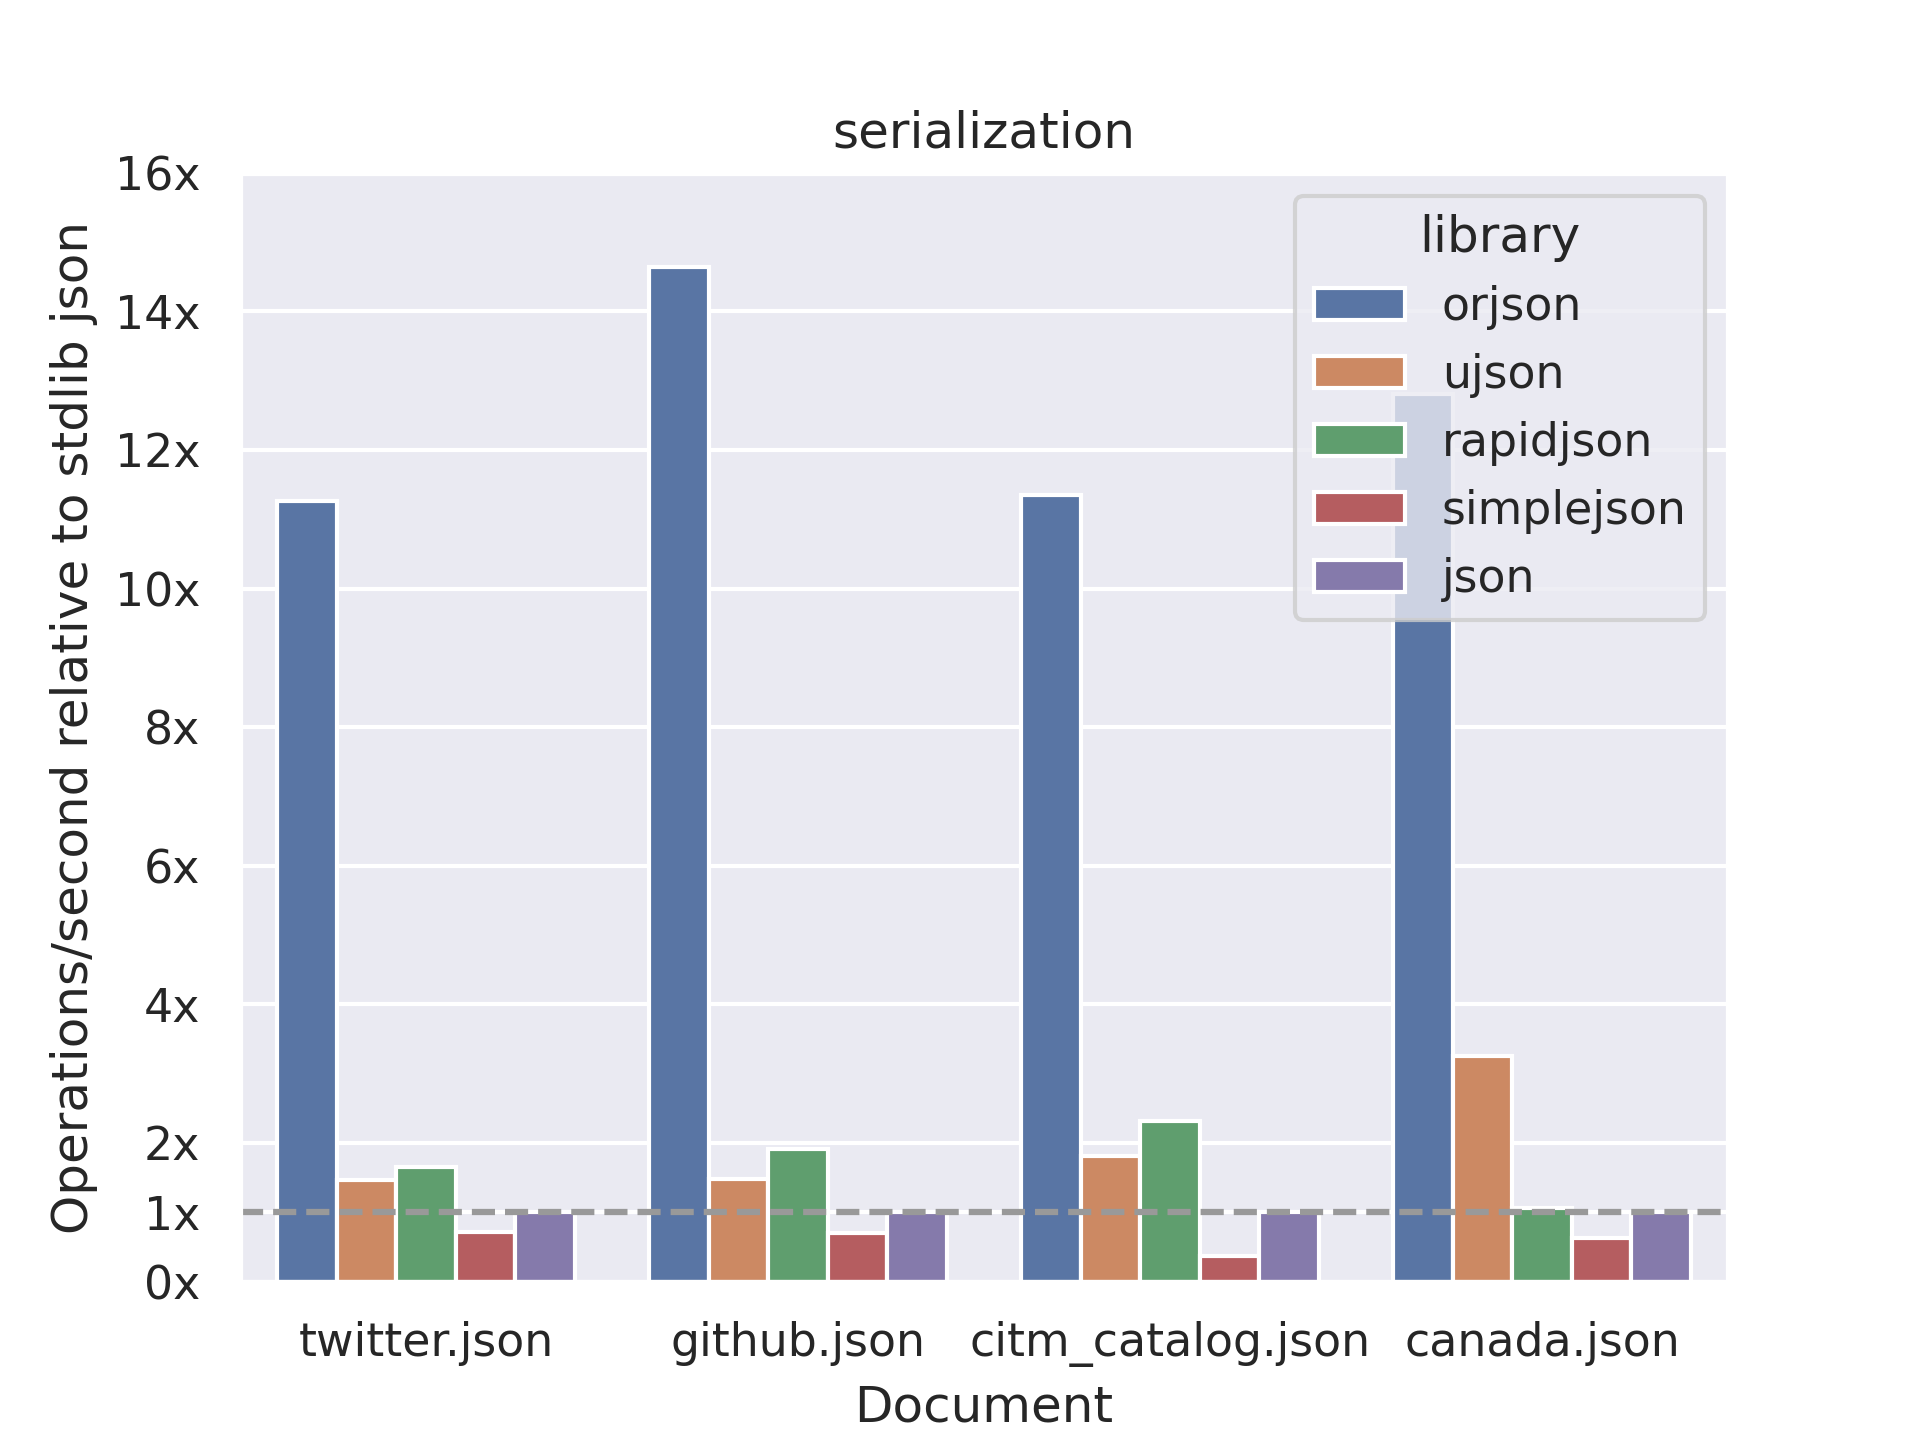 serialization
Operations/second relative to stdlib json
16x
14x
12x
10x
8x
6x
4x
2x
1x
0x
library
orjson
ujson
rapidjson
simplejson
json
twitter.json
github.json
citm_catalog.json
canada.json
Document